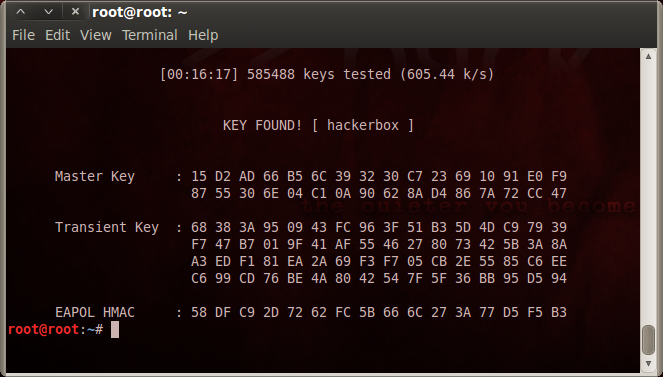 root@root: ~
File Edit View Terminal Help
[00:16:17] 585488 keys tested (605.44 k/s)
KEY FOUND! [ hackerbox ]
Master Key : 15 D2 AD 66 B5 6C 39 32 30 C7 23 69 10 91 E0 F9
87 55 30 6E 04 C1 0A 90 62 8A D4 86 7A 72 CC 47
the quieter you become
Transient Key : 68 38 3A 95 09 43 FC 96 3F 51 B3 5D 4D C9 79 39
F7 47 B7 01 9F 41 AF 55 46 27 80 73 42 5B 3A 8A
A3 ED F1 81 EA 2A 69 F3 F7 05 CB 2E 55 85 C6 EE
C6 99 CD 76 BE 4A 80 42 54 7F 5F 36 BB 95 D5 94
EAPOL HMAC : 58 DF C9 2D 72 62 FC 5B 66 6C 27 3A 77 D5 F5 B3
root@root:~#